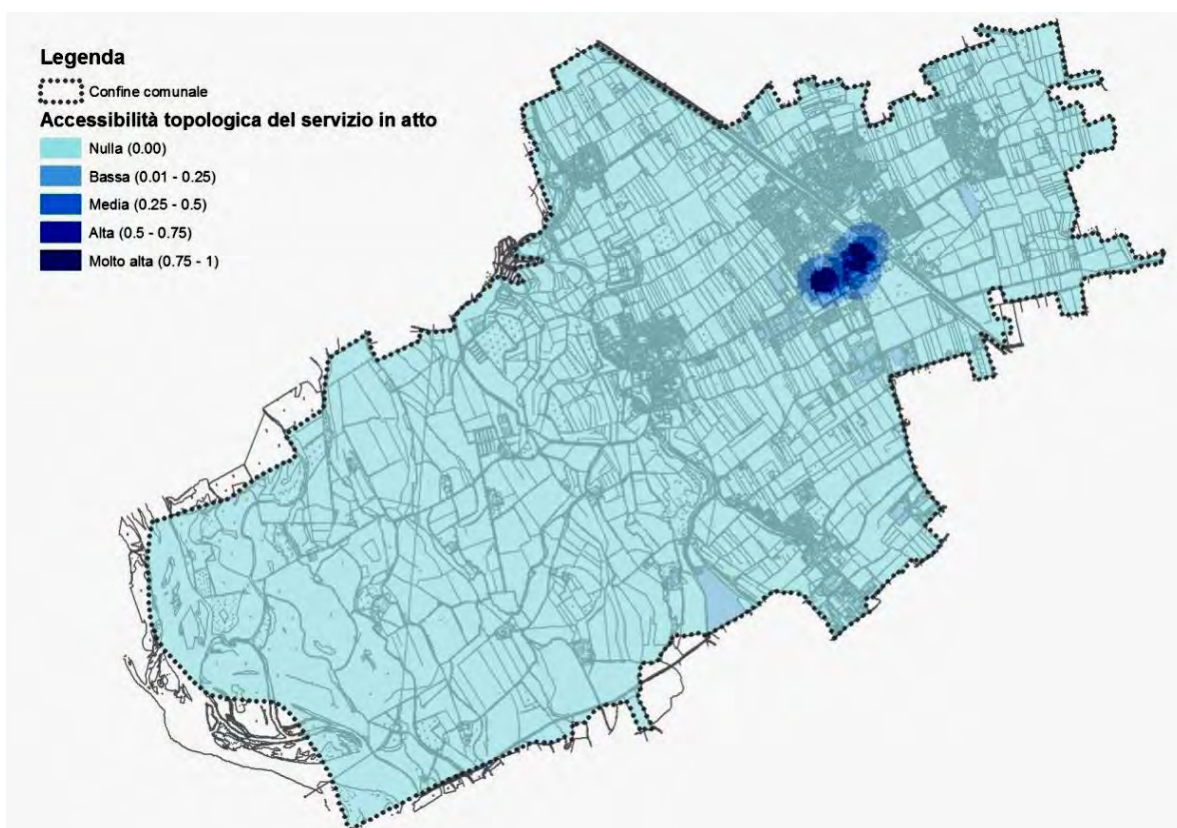 Legenda
Confine comunale
Accessibilità topologica del servizio in atto
Nulla (0.00)
Bassa (0.01 - 0.25)
Media (0.25 - 0.5)
Alta (0.5 - 0.75)
Molto alta (0.75 - 1)